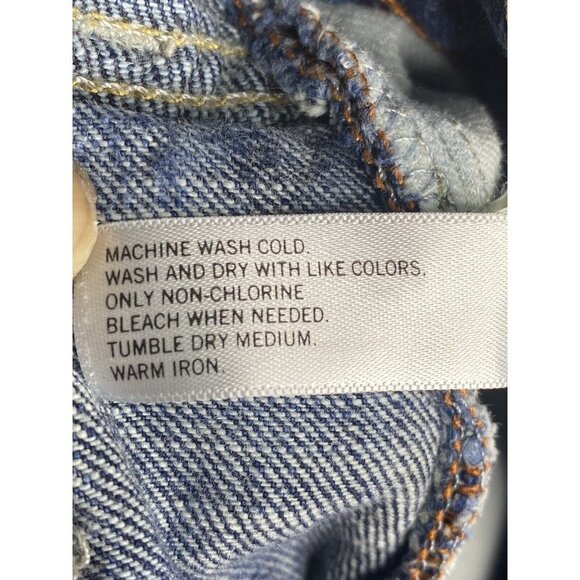 MACHINE WASH COLD.
WASH AND DRY WITH LIKE COLORS.
ONLY NON-CHLORINE
BLEACH WHEN NEEDED.
TUMBLE DRY MEDIUM.
WARM IRON.